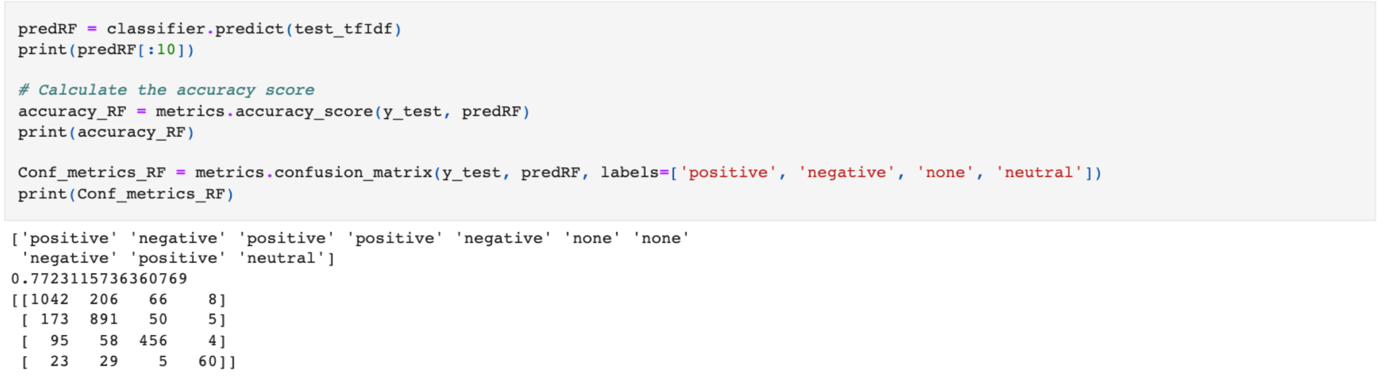 predRF = classifier.predict(test_tfIdf)
print(predRF[:10])
# Calculate the accuracy score
accuracy_RF = metrics.accuracy_score(y_test, predRF)
print(accuracy_RF)
Conf_metrics_RF = metrics.confusion_matrix(y_test, predRF, labels=['positive', 'negative', 'none', 'neutral'])
print(Conf_metrics_RF)
['positive' 'negative' 'positive' 'positive' 'negative' 'none' 'none'
 'negative' 'positive' 'neutral']
0.7723115736360769
[[1042  206   66    8]
 [ 173  891   50    5]
 [  95   58  456    4]
 [  23   29    5   60]]